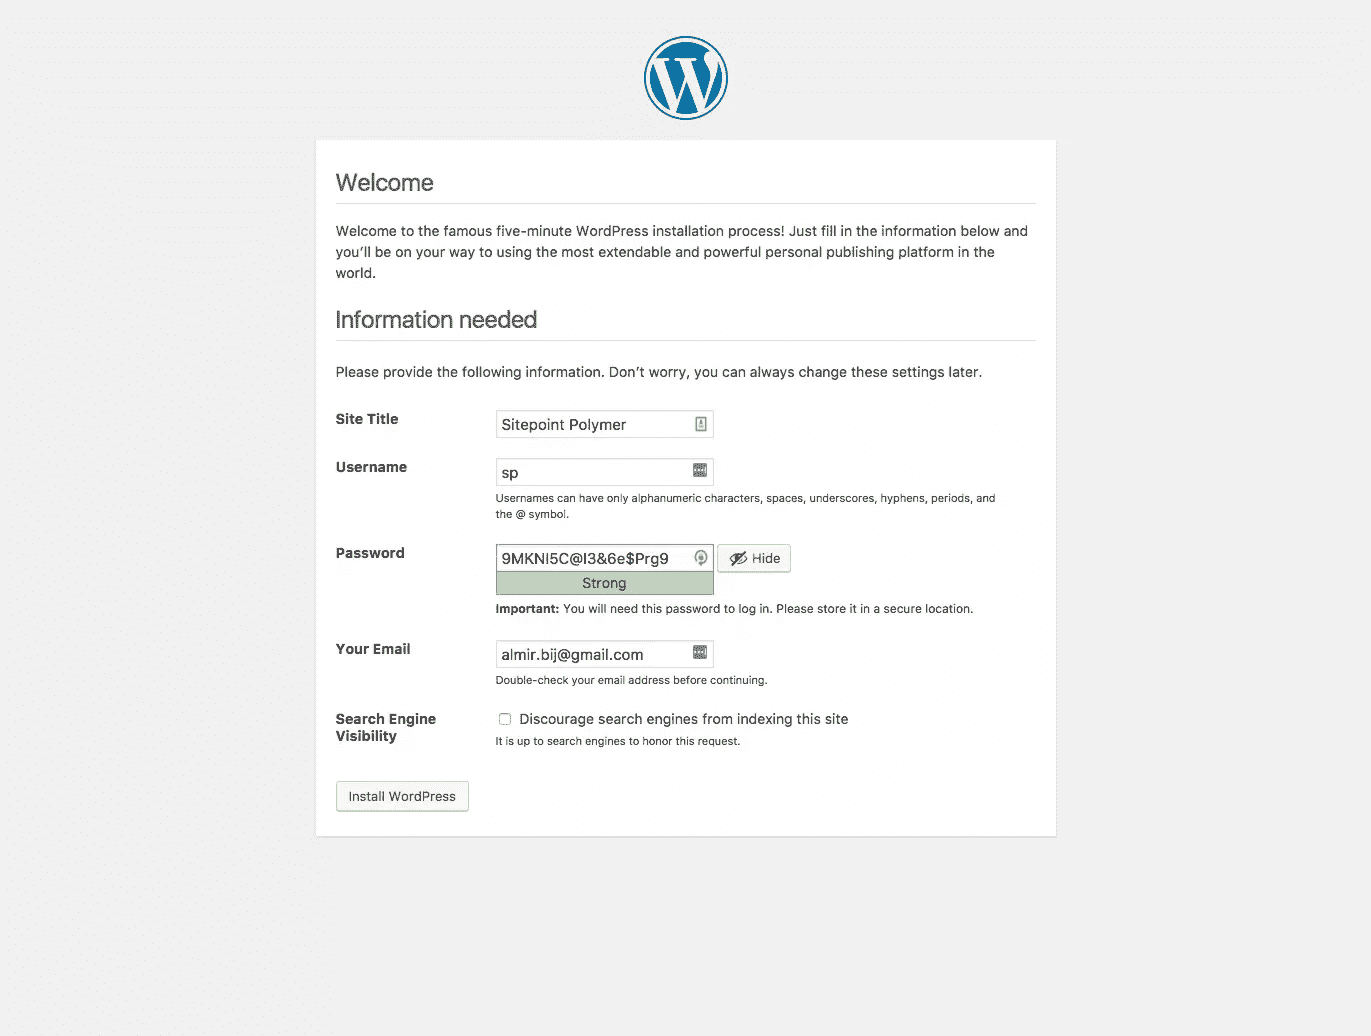 Welcome
Welcome to the famous five-minute WordPress installation process! Just fill in the information below and
you’ll be on your way to using the most extendable and powerful personal publishing platform in the
world.
Information needed
Please provide the following information. Don’t worry, you can always change these settings later.
Site Title
Sitepoint Polymer
Username
sp
Usernames can have only alphanumeric characters, spaces, underscores, hyphens, periods, and
the @ symbol.
Password
9MKNI5C@I3&6e$Prg9
Hide
Strong
Important: You will need this password to log in. Please store it in a secure location.
Your Email
almir.bij@gmail.com
Double-check your email address before continuing.
Search Engine
Visibility
Discourage search engines from indexing this site
It is up to search engines to honor this request.
Install WordPress